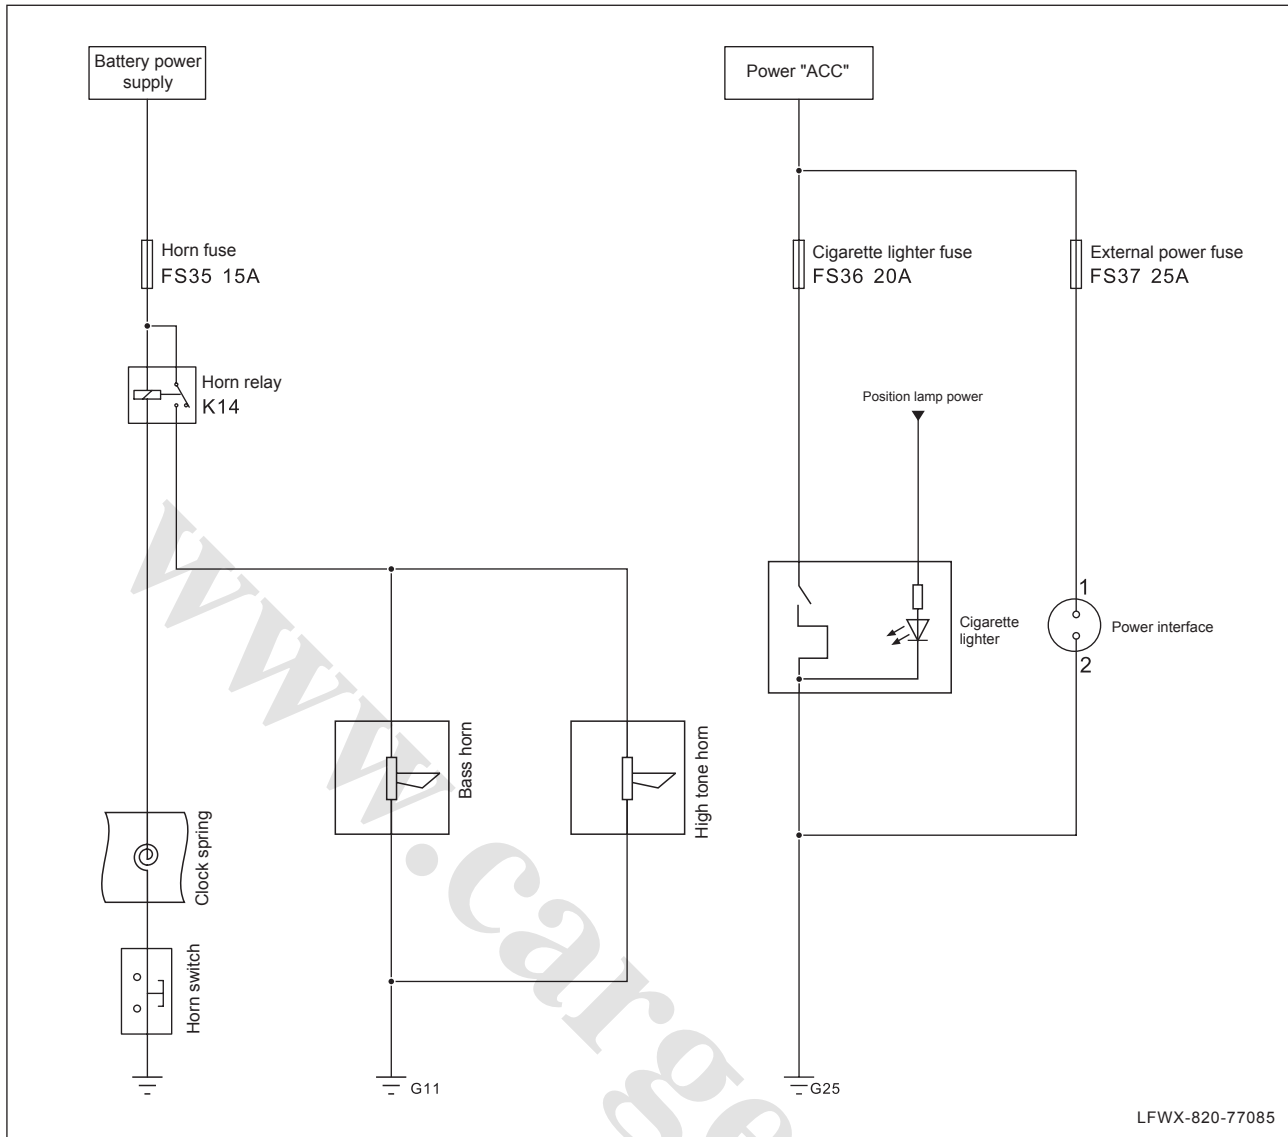 Battery power
supply
Power "ACC"
Horn fuse
FS35 15A
Cigarette lighter fuse
FS36 20A
External power fuse
FS37 25A
Horn relay
K14
Position lamp power
Cigarette
lighter
1
Power interface
2
Bass horn
High tone horn
Clock spring
Horn switch
G11
G25
LFWX-820-77085
www.carge